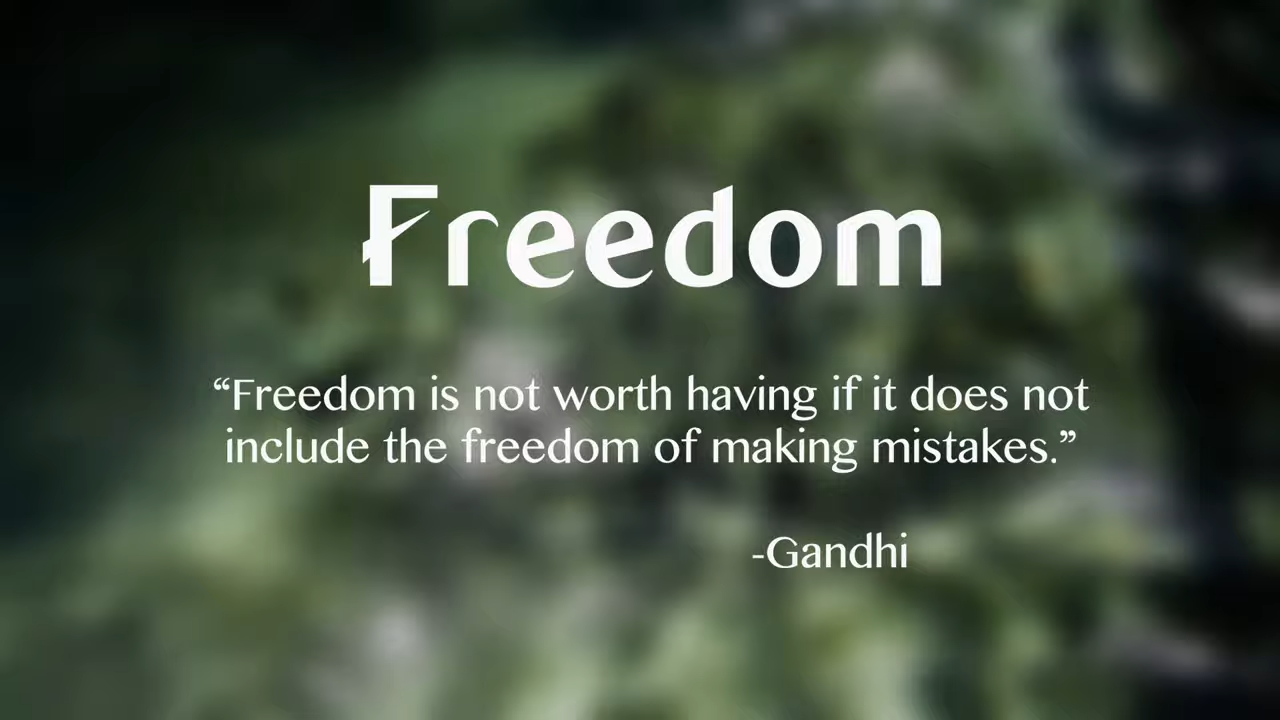 Freedom
“Freedom is not worth having if it does not
include the freedom of making mistakes.”
-Gandhi